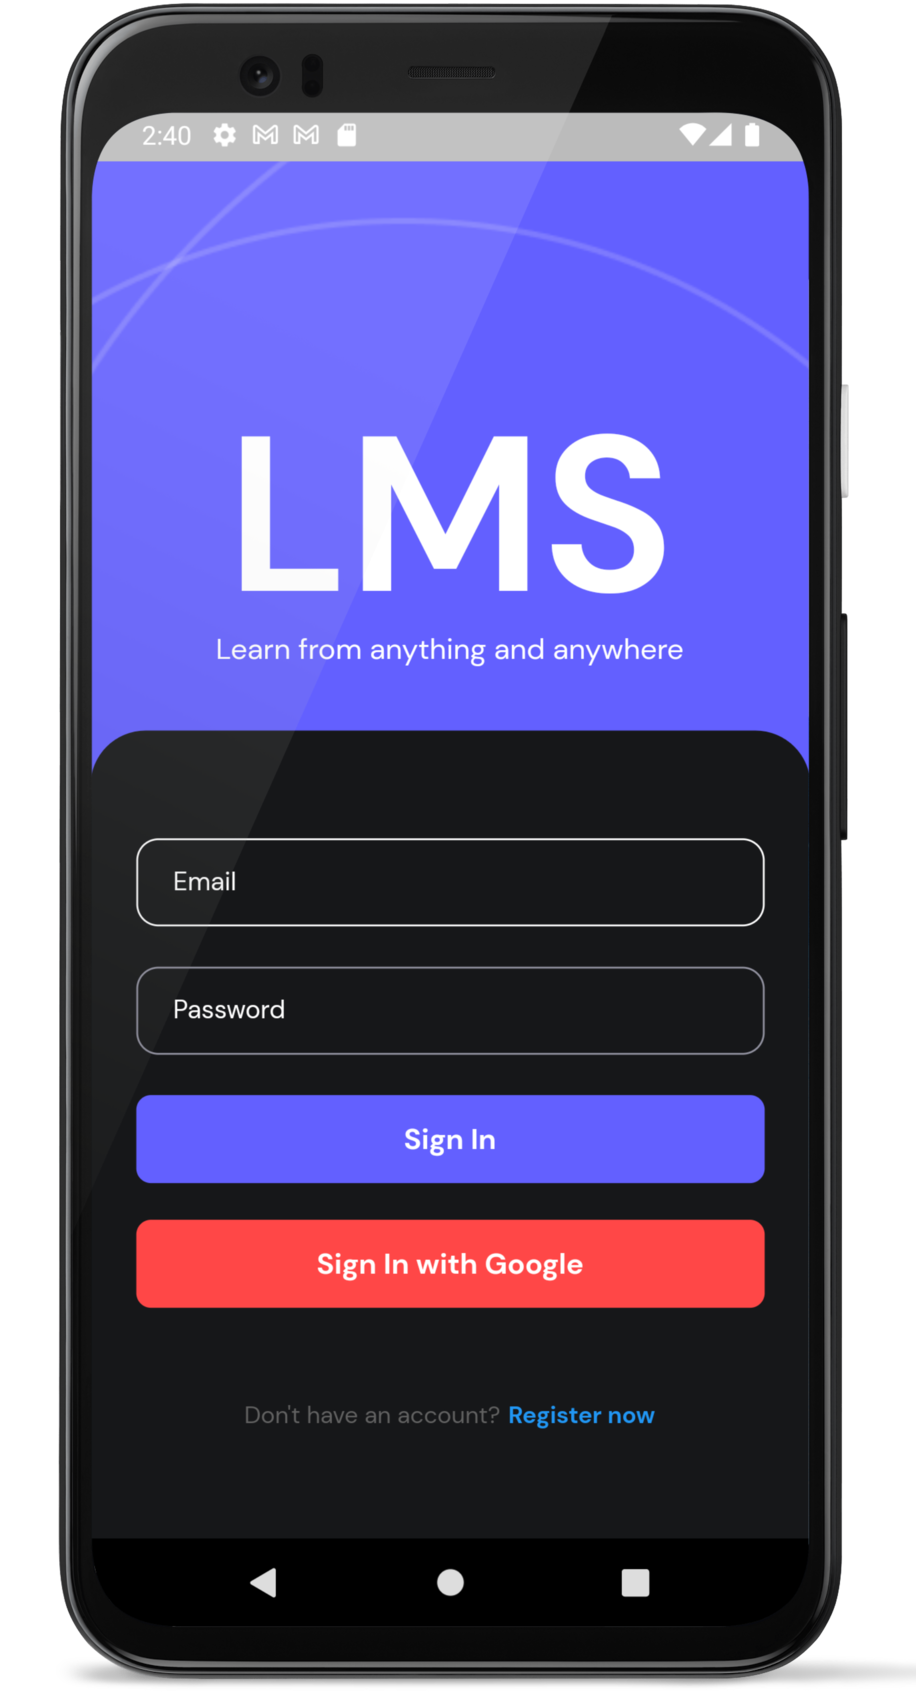 2:40
LMS
Learn from anything and anywhere
Email
Password
Sign In
Sign In with Google
Don't have an account? Register now